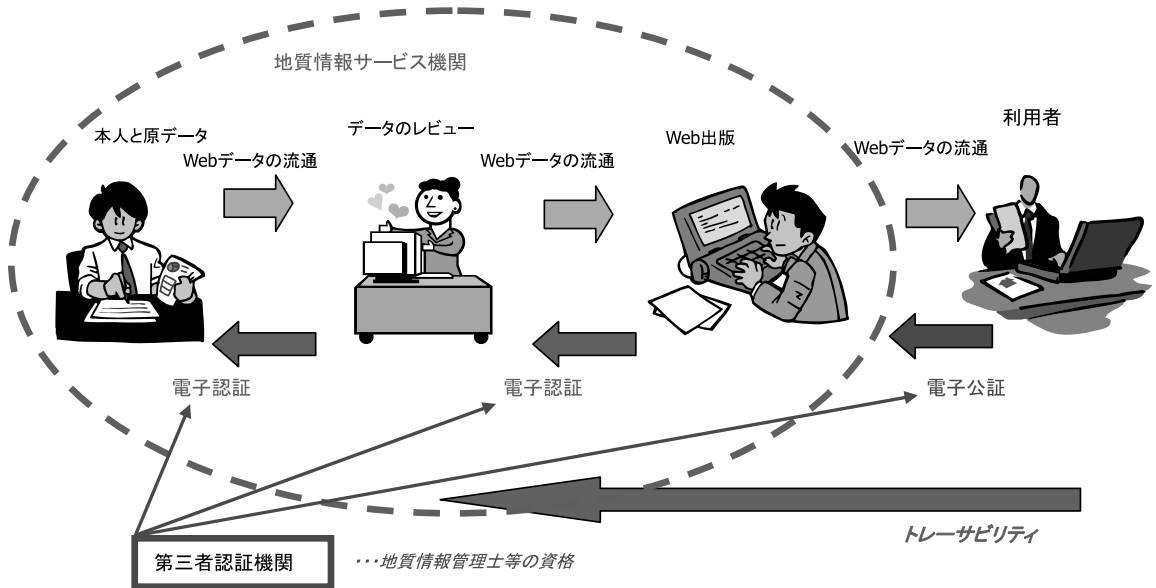 地質情報サービス機関
利用者
本人と原データ
データのレビュー
Web出版
Webデータの流通
Webデータの流通
Webデータの流通
電子認証
電子認証
電子公証
トレーサビリティ
第三者認証機関
･･･地質情報管理士等の資格